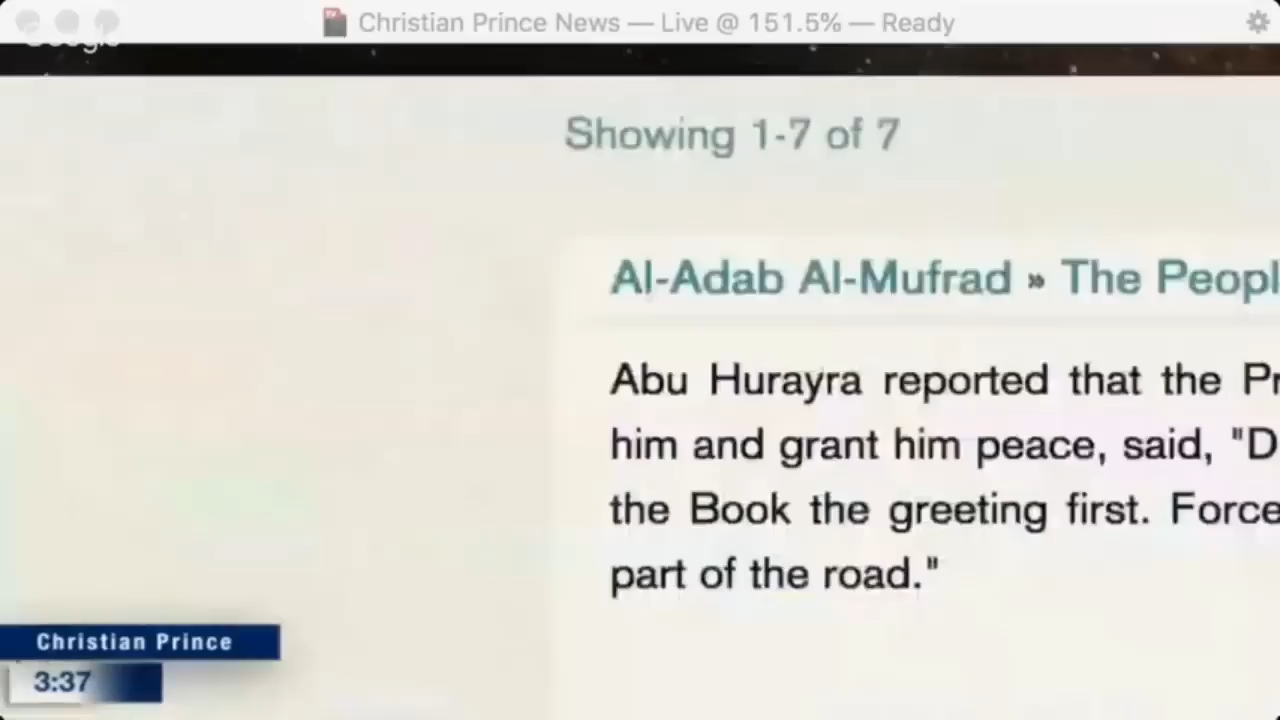 Christian Prince News — Live @ 151.5% — Ready
Google
Showing 1-7 of 7
Al-Adab Al-Mufrad » The Peopl
Abu Hurayra reported that the Pr
him and grant him peace, said, "D
the Book the greeting first. Force
part of the road."
Christian Prince
3:37